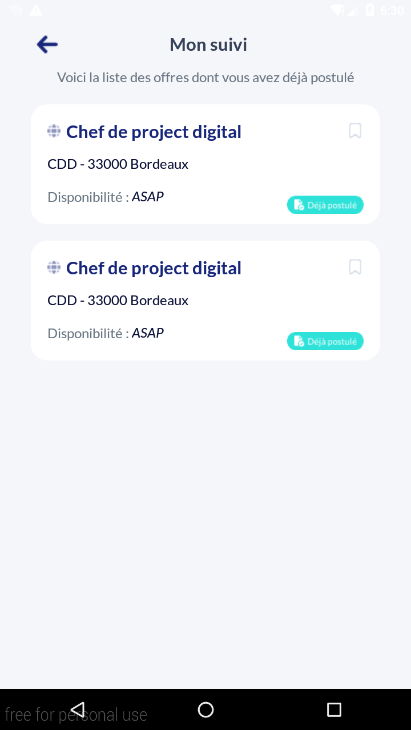 6:30
Mon suivi
Voici la liste des offres dont vous avez déjà postulé
Chef de project digital
CDD - 33000 Bordeaux
Disponibilité : ASAP
Déjà postulé
Chef de project digital
CDD - 33000 Bordeaux
Disponibilité : ASAP
Déjà postulé
free for personal use